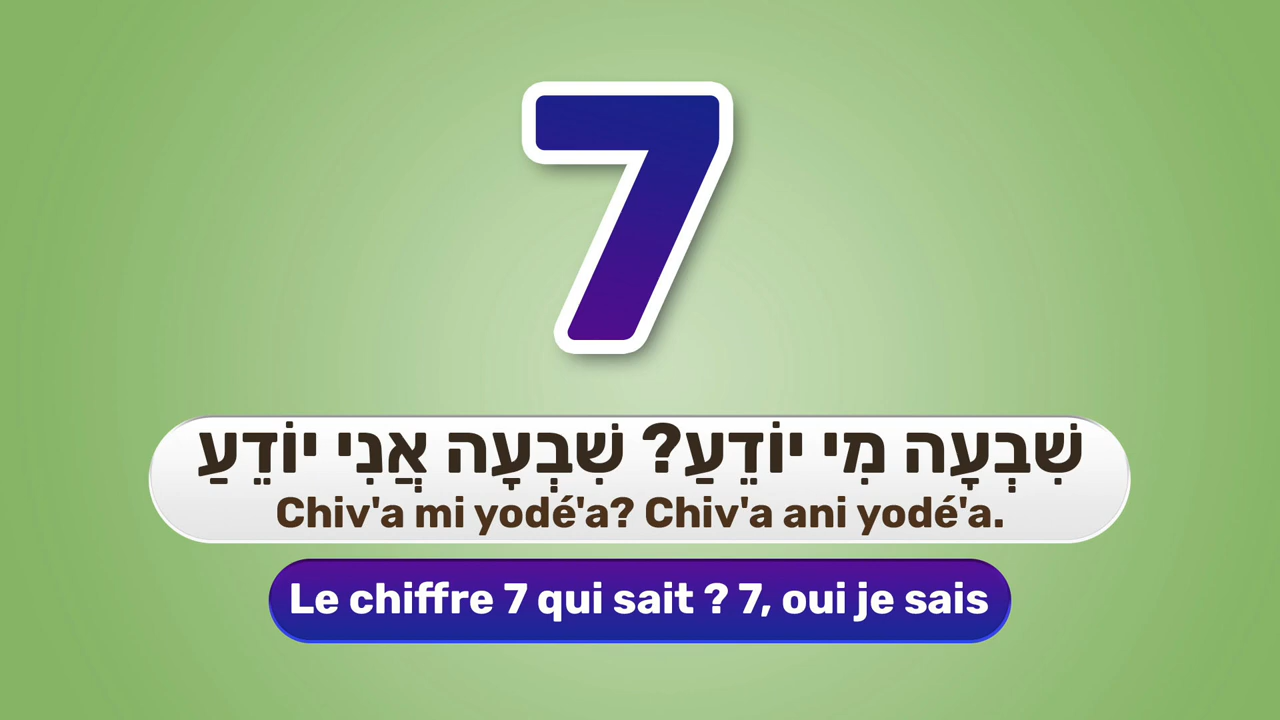 7
שִׁבְעָה מִי יוֹדֵעַ? שִׁבְעָה אֲנִי יוֹדֵעַ
Chiv'a mi yodé'a? Chiv'a ani yodé'a.
Le chiffre 7 qui sait ? 7, oui je sais